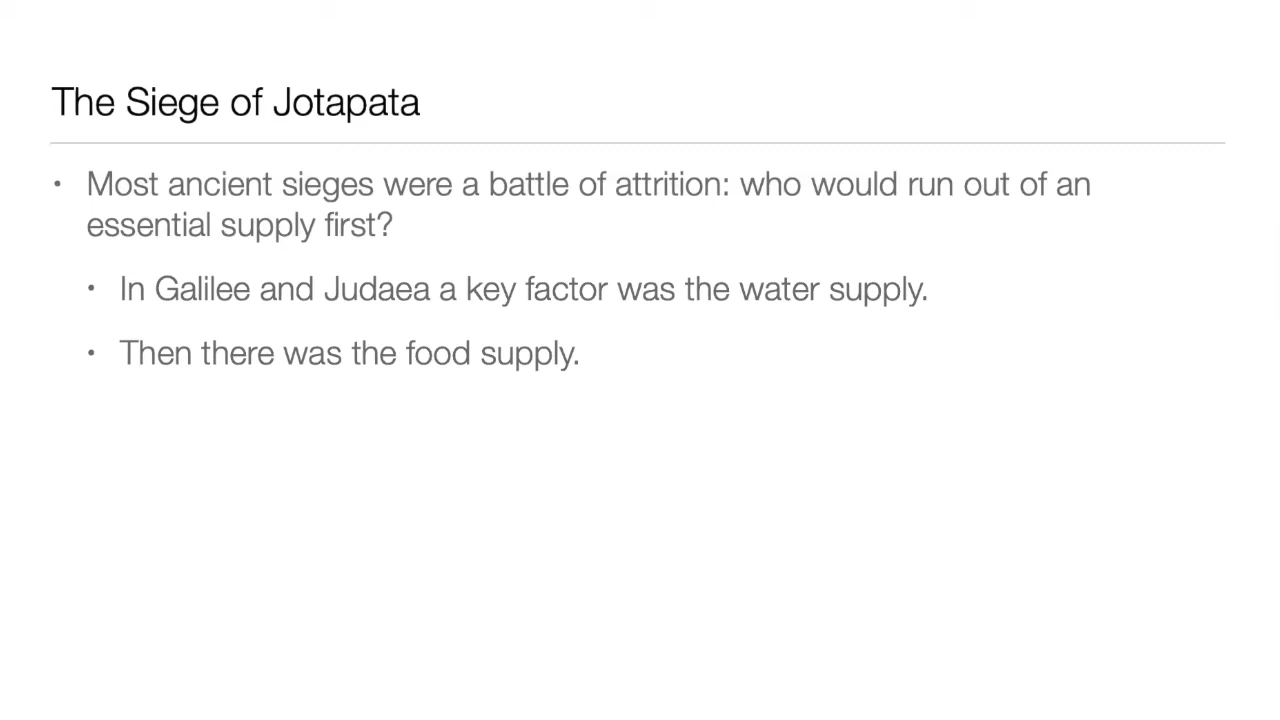 The Siege of Jotapata
• Most ancient sieges were a battle of attrition: who would run out of an
essential supply first?
• In Galilee and Judaea a key factor was the water supply.
• Then there was the food supply.